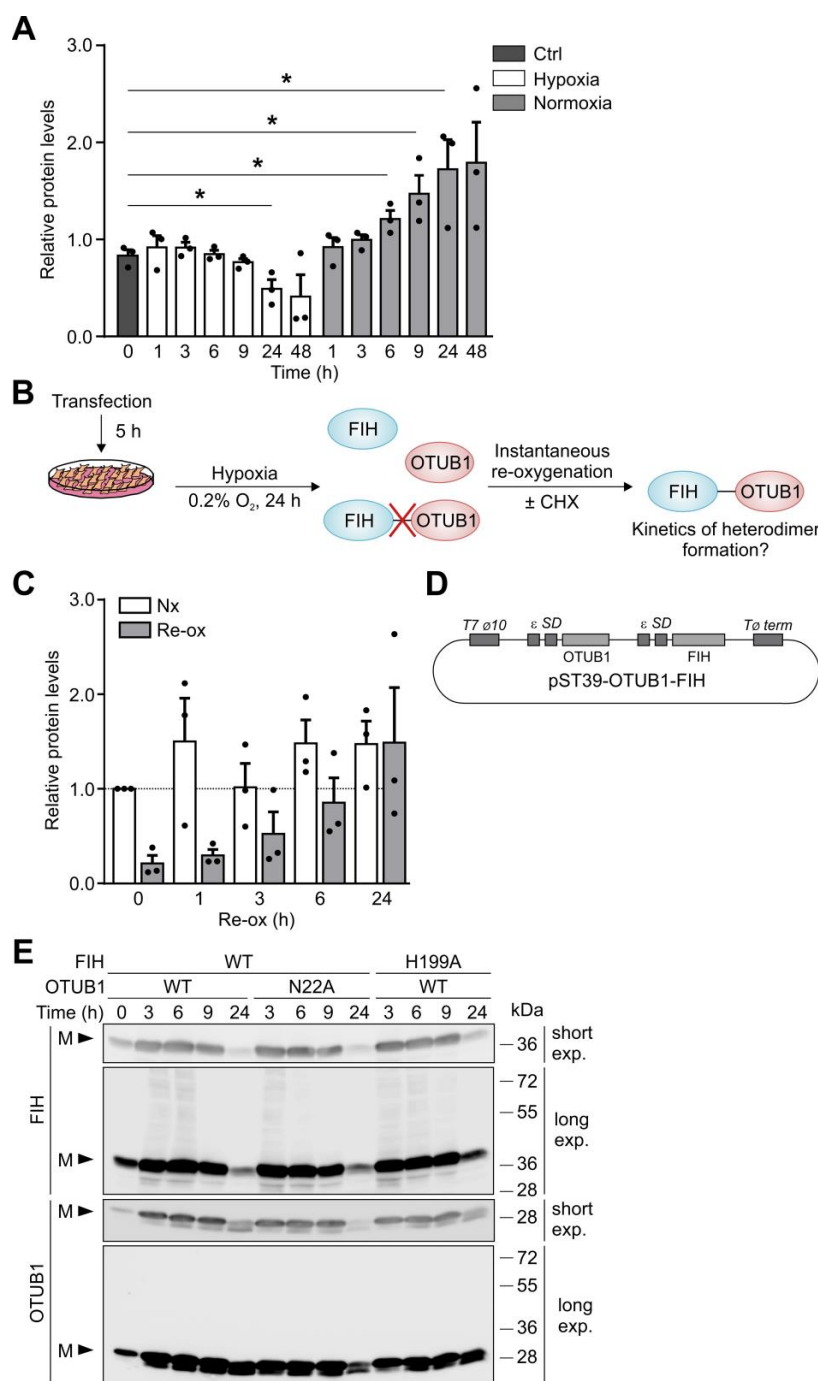 A
3.0
2.0
1.0
0.0
Relative protein levels
* * * *
Ctrl
Hypoxia
Normoxia
0 1 3 6 9 24 48 1 3 6 9 24 48
Time (h)
B
Transfection
5 h
Hypoxia
0.2% O₂, 24 h
FIH
OTUB1
FIH OTUB1
Instantaneous
re-oxygenation
± CHX
FIH OTUB1
Kinetics of heterodimer
formation?
C
3.0
2.0
1.0
0.0
Relative protein levels
Nx
Re-ox
0 1 3 6 24
Re-ox (h)
D
T7 ø10 ε SD ε SD Tø term
OTUB1 FIH
pST39-OTUB1-FIH
E
FIH WT H199A
OTUB1 WT N22A WT
Time (h) 0 3 6 9 24 3 6 9 24 3 6 9 24 kDa
FIH
M 36 short
exp.
72
55
long
exp.
M 36
28
OTUB1
M 28 short
exp.
72
55
long
exp.
36
M 28